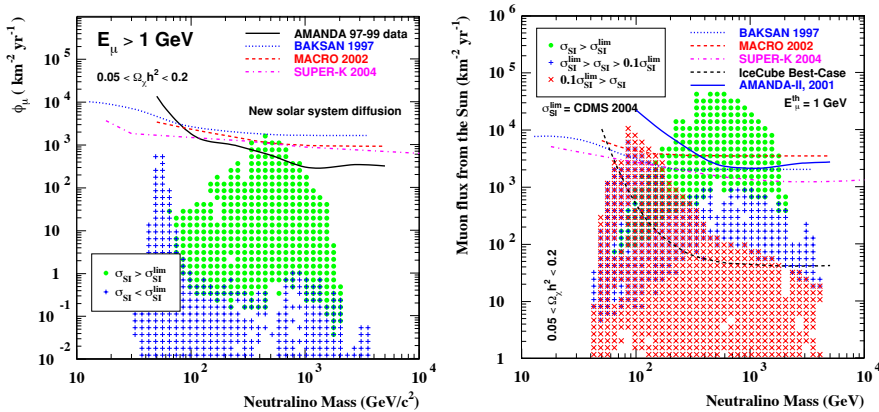 ϕ_μ ( km⁻² yr⁻¹)
10⁵
10⁴
10³
10²
10
1
10⁻¹
10⁻²
E_μ > 1 GeV
0.05 < Ω_χh² < 0.2
AMANDA 97-99 data
BAKSAN 1997
MACRO 2002
SUPER-K 2004
New solar system diffusion
σ_SI > σ_SI^lim
σ_SI < σ_SI^lim
10 10² 10³ 10⁴
Neutralino Mass (GeV/c²)
Muon flux from the Sun (km⁻² yr⁻¹)
10⁵
10⁴
10³
10²
10
1
σ_SI > σ_SI^lim
σ_SI^lim > σ_SI > 0.1σ_SI^lim
0.1σ_SI^lim > σ_SI
σ_SI^lim = CDMS 2004
BAKSAN 1997
MACRO 2002
SUPER-K 2004
IceCube Best-Case
AMANDA-II, 2001
E_μ^th = 1 GeV
0.05 < Ω_χh² < 0.2
10 10² 10³ 10⁴
Neutralino Mass (GeV)